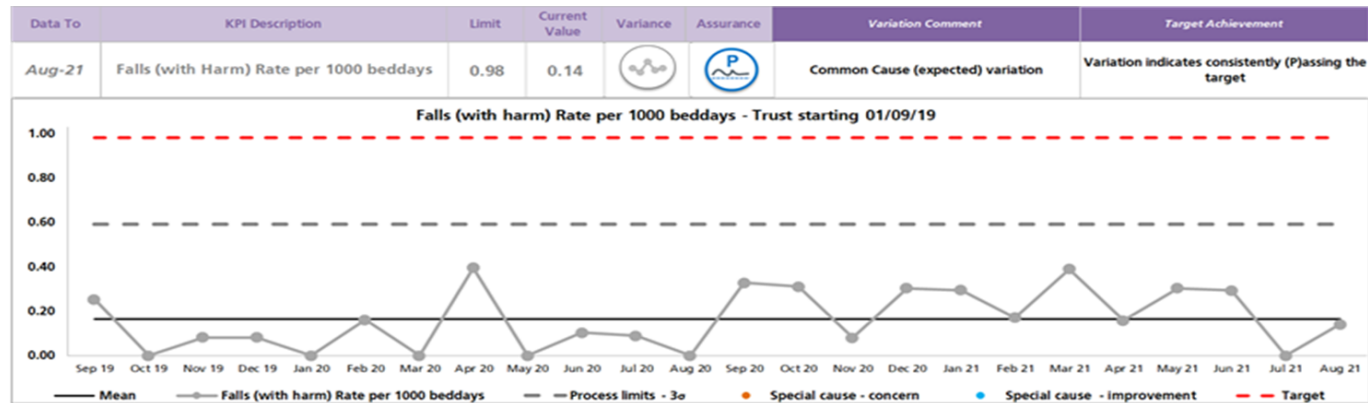 Data To KPI Description Limit Current Value Variance Assurance Variation Comment Target Achievement
Aug-21 Falls (with Harm) Rate per 1000 beddays 0.98 0.14 P Common Cause (expected) variation Variation indicates consistently (P)assing the target
Falls (with harm) Rate per 1000 beddays - Trust starting 01/09/19
1.00
0.80
0.60
0.40
0.20
0.00
Sep 19 Oct 19 Nov 19 Dec 19 Jan 20 Feb 20 Mar 20 Apr 20 May 20 Jun 20 Jul 20 Aug 20 Sep 20 Oct 20 Nov 20 Dec 20 Jan 21 Feb 21 Mar 21 Apr 21 May 21 Jun 21 Jul 21 Aug 21
Mean Falls (with harm) Rate per 1000 beddays Process limits - 3σ Special cause - concern Special cause - improvement Target